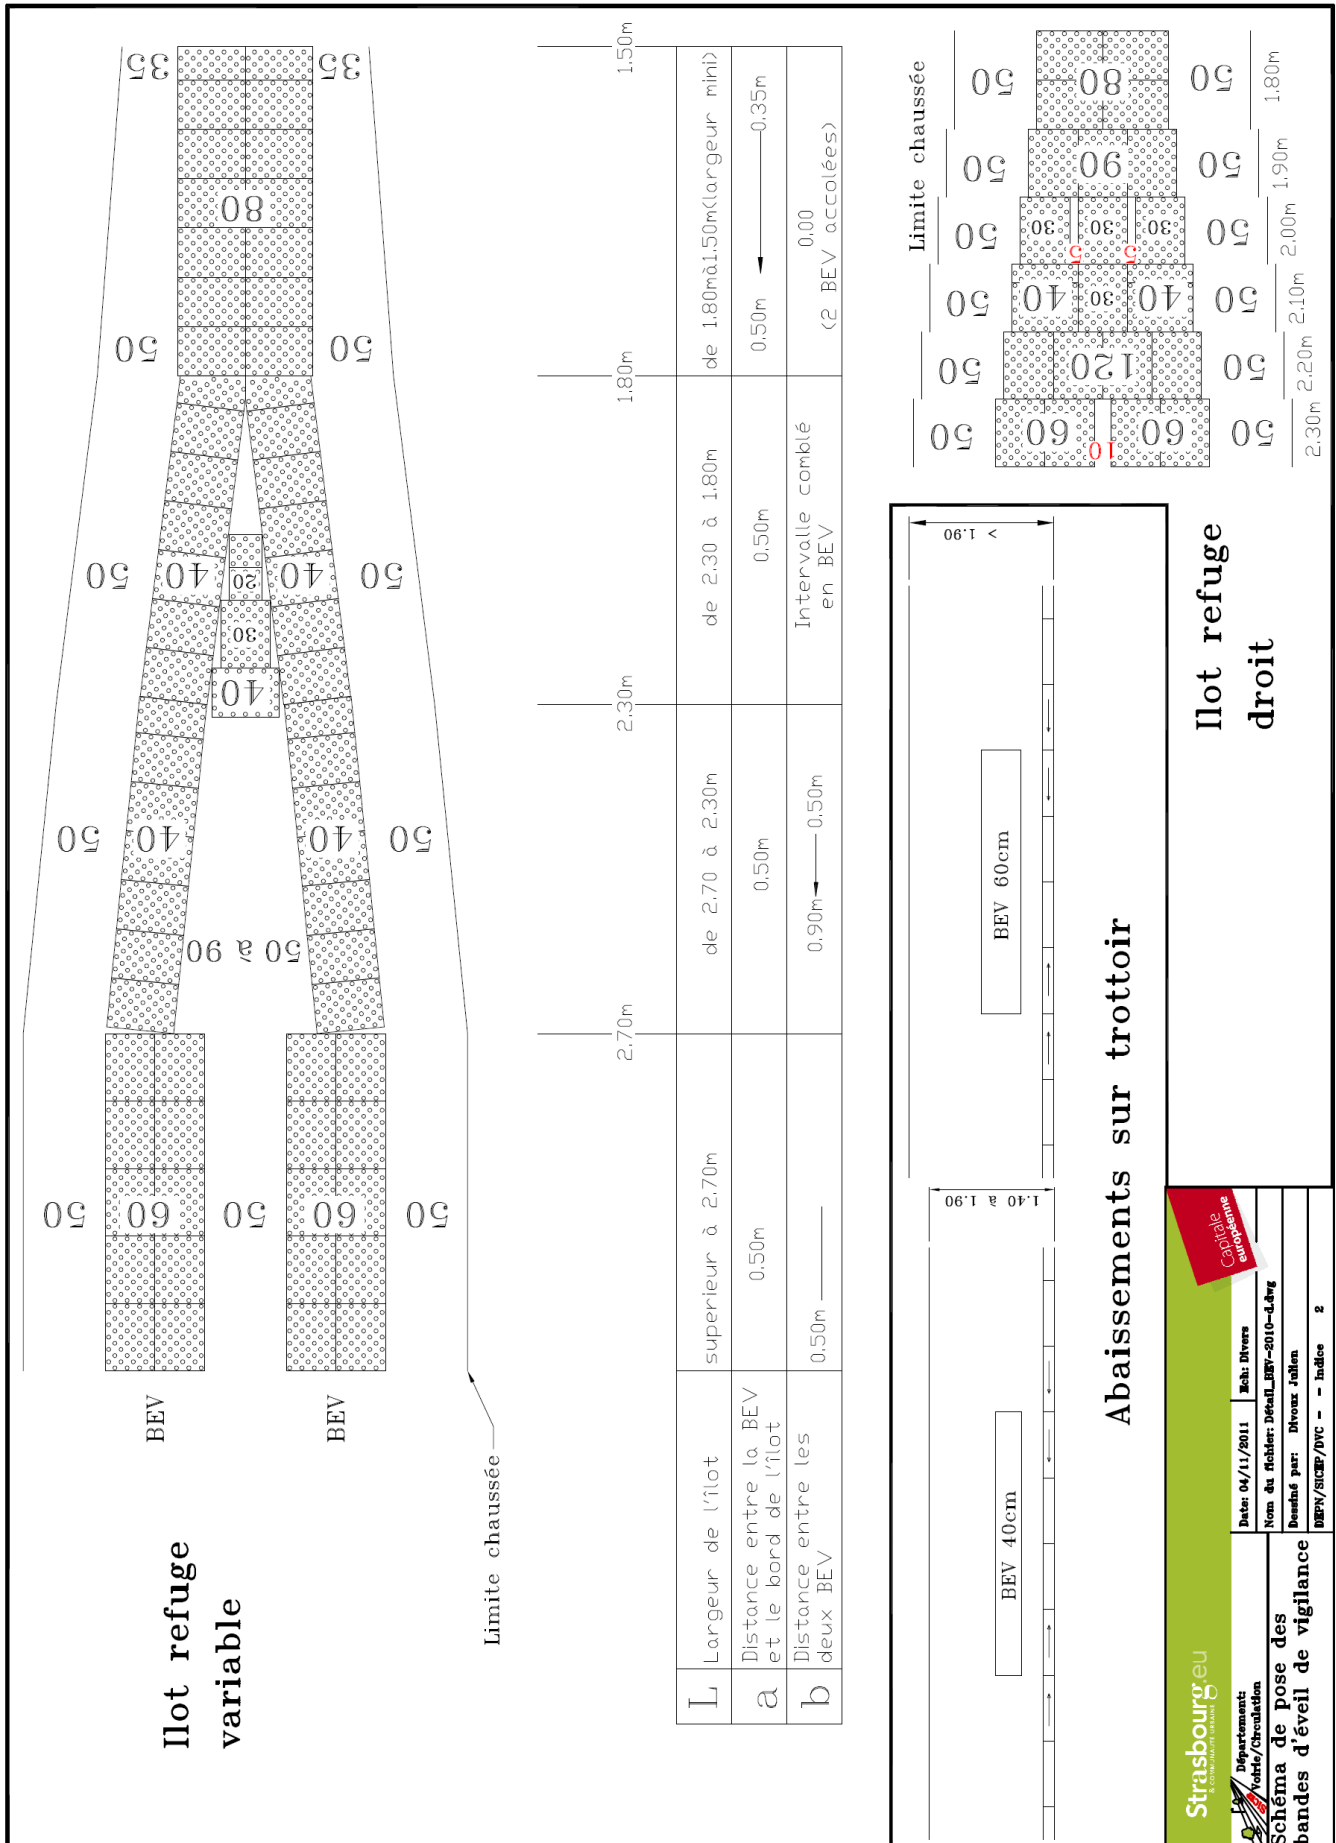 Ilot refuge
variable
BEV
BEV
Limite chaussée
50
60
50
60
50
50
40
50 à 90
40
50
50
40
20
30
40
40
50
50
80
50
35
35
2.70m
2.30m
1.80m
1.50m
L
Largeur de l'îlot
superieur à 2.70m
de 2.70 à 2.30m
de 2.30 à 1.80m
de 1.80mà1.50m(largeur mini)
a
Distance entre la BEV
et le bord de l'îlot
0.50m
0.50m
0.50m
0.50m
0.35m
b
Distance entre les
deux BEV
0.50m
0.90m
0.50m
Intervalle comblé
en BEV
0.00
(2 BEV accolées)
BEV 40cm
1.40 à 1.90
BEV 60cm
> 1.90
Abaissements sur trottoir
Limite chaussée
50
60
10
60
50
2.30m
50
120
50
2.20m
50
40
30
40
50
2.10m
50
30
5
30
5
30
50
2.00m
50
90
50
1.90m
50
80
50
1.80m
Ilot refuge
droit
Strasbourg.eu
& COMMUNAUTÉ URBAINE
Capitale
européenne
Département:
Voirie/Circulation
SICE
Schéma de pose des
bandes d'éveil de vigilance
Date: 04/11/2011
Ech: Divers
Nom du fichier: Détail_BEV-2010-d.dwg
Dessiné par: Divoux Julien
DEPN/SICEP/DVC - - Indice 2